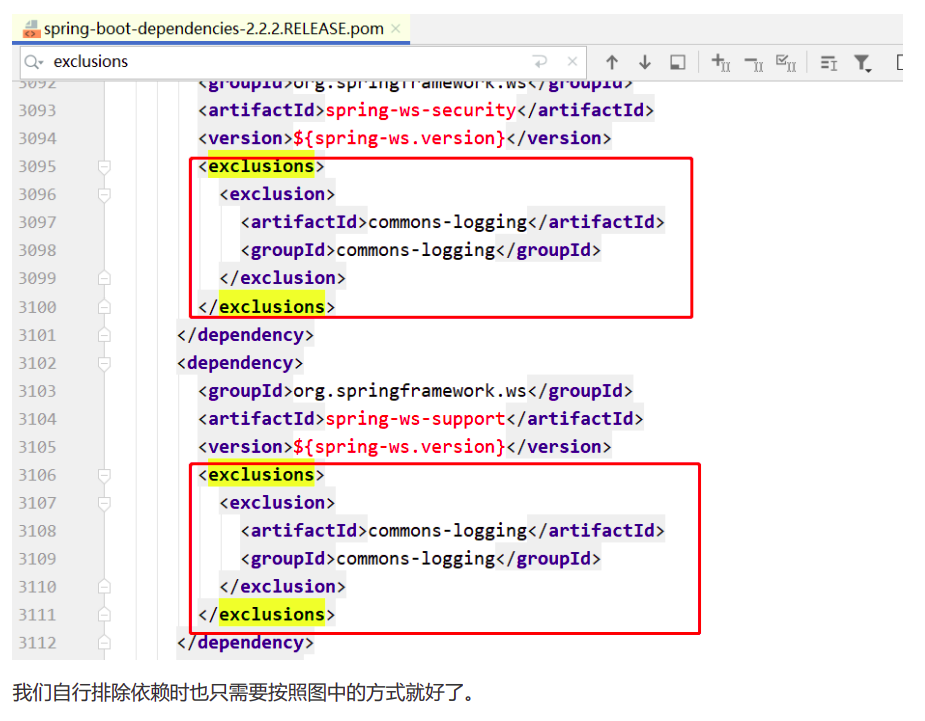 spring-boot-dependencies-2.2.2.RELEASE.pom
exclusions
3092 <groupId>org.springframework.ws</groupId>
3093 <artifactId>spring-ws-security</artifactId>
3094 <version>${spring-ws.version}</version>
3095 <exclusions>
3096 <exclusion>
3097 <artifactId>commons-logging</artifactId>
3098 <groupId>commons-logging</groupId>
3099 </exclusion>
3100 </exclusions>
3101 </dependency>
3102 <dependency>
3103 <groupId>org.springframework.ws</groupId>
3104 <artifactId>spring-ws-support</artifactId>
3105 <version>${spring-ws.version}</version>
3106 <exclusions>
3107 <exclusion>
3108 <artifactId>commons-logging</artifactId>
3109 <groupId>commons-logging</groupId>
3110 </exclusion>
3111 </exclusions>
3112 </dependency>
我们自行排除依赖时也只需要按照图中的方式就好了。